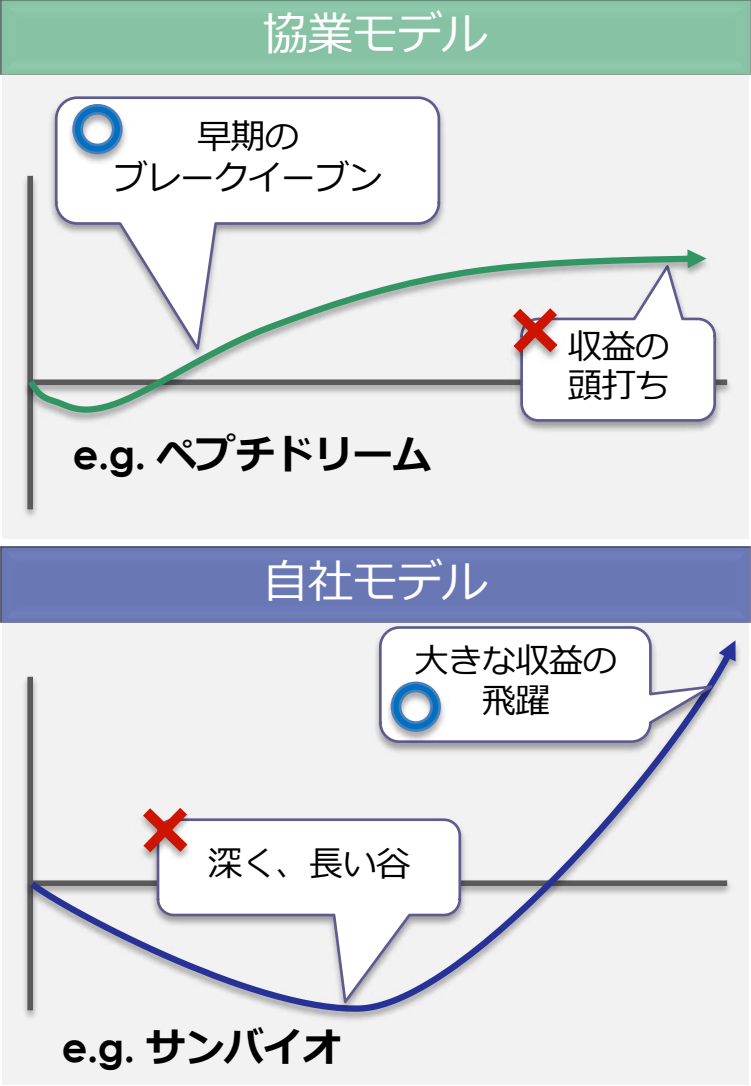 協業モデル
早期の
ブレークイーブン
収益の
頭打ち
e.g. ペプチドリーム
自社モデル
大きな収益の
飛躍
深く、長い谷
e.g. サンバイオ